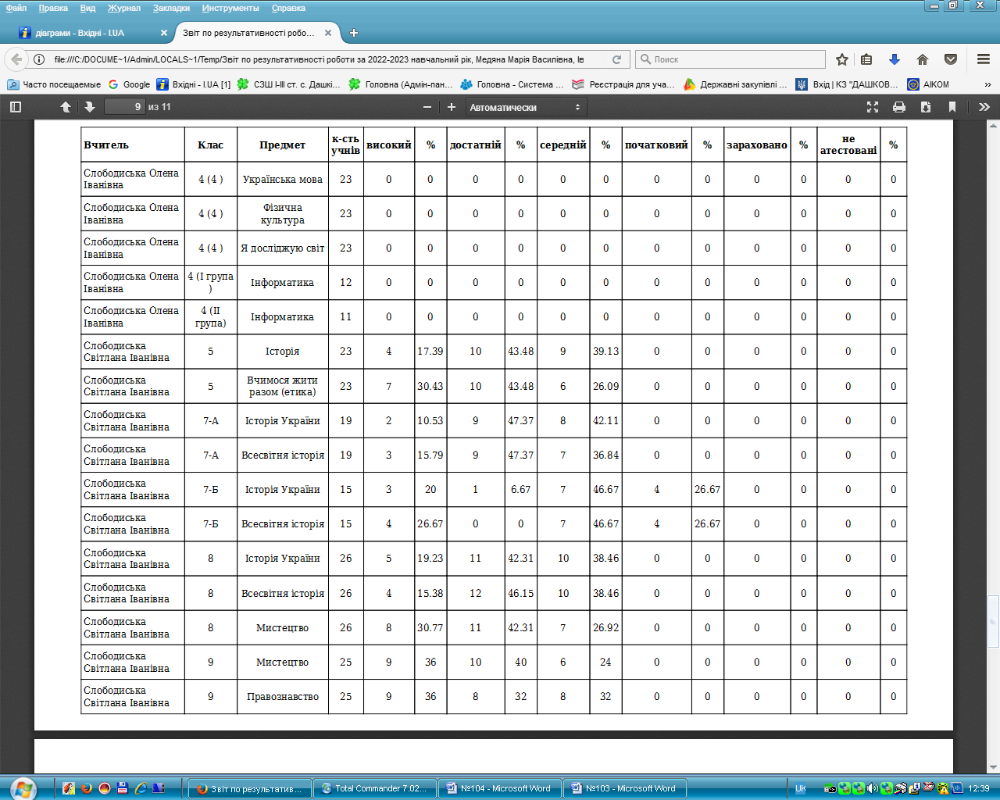 Файл Правка Вид Журнал Закладки Инструменты Справка
діаграми - Вхідні - I.UA
Звіт по результативності робо...
file:///C:/DOCUME~1/Admin/LOCALS~1/Temp/Звіт по результативності роботи за 2022-2023 навчальний рік, Медяна Марія Василівна, Ів
Поиск
Часто посещаемые Google Вхідні - I.UA [1] СЗШ І-ІІІ ст. с. Дашкі... Головна (Адмін-пан... Головна - Система ... Реєстрація для уча... Державні закупівлі ... Вхід | КЗ "ДАШКОВ... АІКОМ »
9 из 11 Автоматически
Вчитель Клас Предмет к-сть учнів високий % достатній % середній % початковий % зараховано % не атестовані %
Слободиська Олена Іванівна 4 (4 ) Українська мова 23 0 0 0 0 0 0 0 0 0 0 0 0
Слободиська Олена Іванівна 4 (4 ) Фізична культура 23 0 0 0 0 0 0 0 0 0 0 0 0
Слободиська Олена Іванівна 4 (4 ) Я досліджую світ 23 0 0 0 0 0 0 0 0 0 0 0 0
Слободиська Олена Іванівна 4 (І група ) Інформатика 12 0 0 0 0 0 0 0 0 0 0 0 0
Слободиська Олена Іванівна 4 (ІІ група) Інформатика 11 0 0 0 0 0 0 0 0 0 0 0 0
Слободиська Світлана Іванівна 5 Історія 23 4 17.39 10 43.48 9 39.13 0 0 0 0 0 0
Слободиська Світлана Іванівна 5 Вчимося жити разом (етика) 23 7 30.43 10 43.48 6 26.09 0 0 0 0 0 0
Слободиська Світлана Іванівна 7-А Історія України 19 2 10.53 9 47.37 8 42.11 0 0 0 0 0 0
Слободиська Світлана Іванівна 7-А Всесвітня історія 19 3 15.79 9 47.37 7 36.84 0 0 0 0 0 0
Слободиська Світлана Іванівна 7-Б Історія України 15 3 20 1 6.67 7 46.67 4 26.67 0 0 0 0
Слободиська Світлана Іванівна 7-Б Всесвітня історія 15 4 26.67 0 0 7 46.67 4 26.67 0 0 0 0
Слободиська Світлана Іванівна 8 Історія України 26 5 19.23 11 42.31 10 38.46 0 0 0 0 0 0
Слободиська Світлана Іванівна 8 Всесвітня історія 26 4 15.38 12 46.15 10 38.46 0 0 0 0 0 0
Слободиська Світлана Іванівна 8 Мистецтво 26 8 30.77 11 42.31 7 26.92 0 0 0 0 0 0
Слободиська Світлана Іванівна 9 Мистецтво 25 9 36 10 40 6 24 0 0 0 0 0 0
Слободиська Світлана Іванівна 9 Правознавство 25 9 36 8 32 8 32 0 0 0 0 0 0
Звіт по результатив... Total Commander 7.02... №104 - Microsoft Word №103 - Microsoft Word Uk 12:39